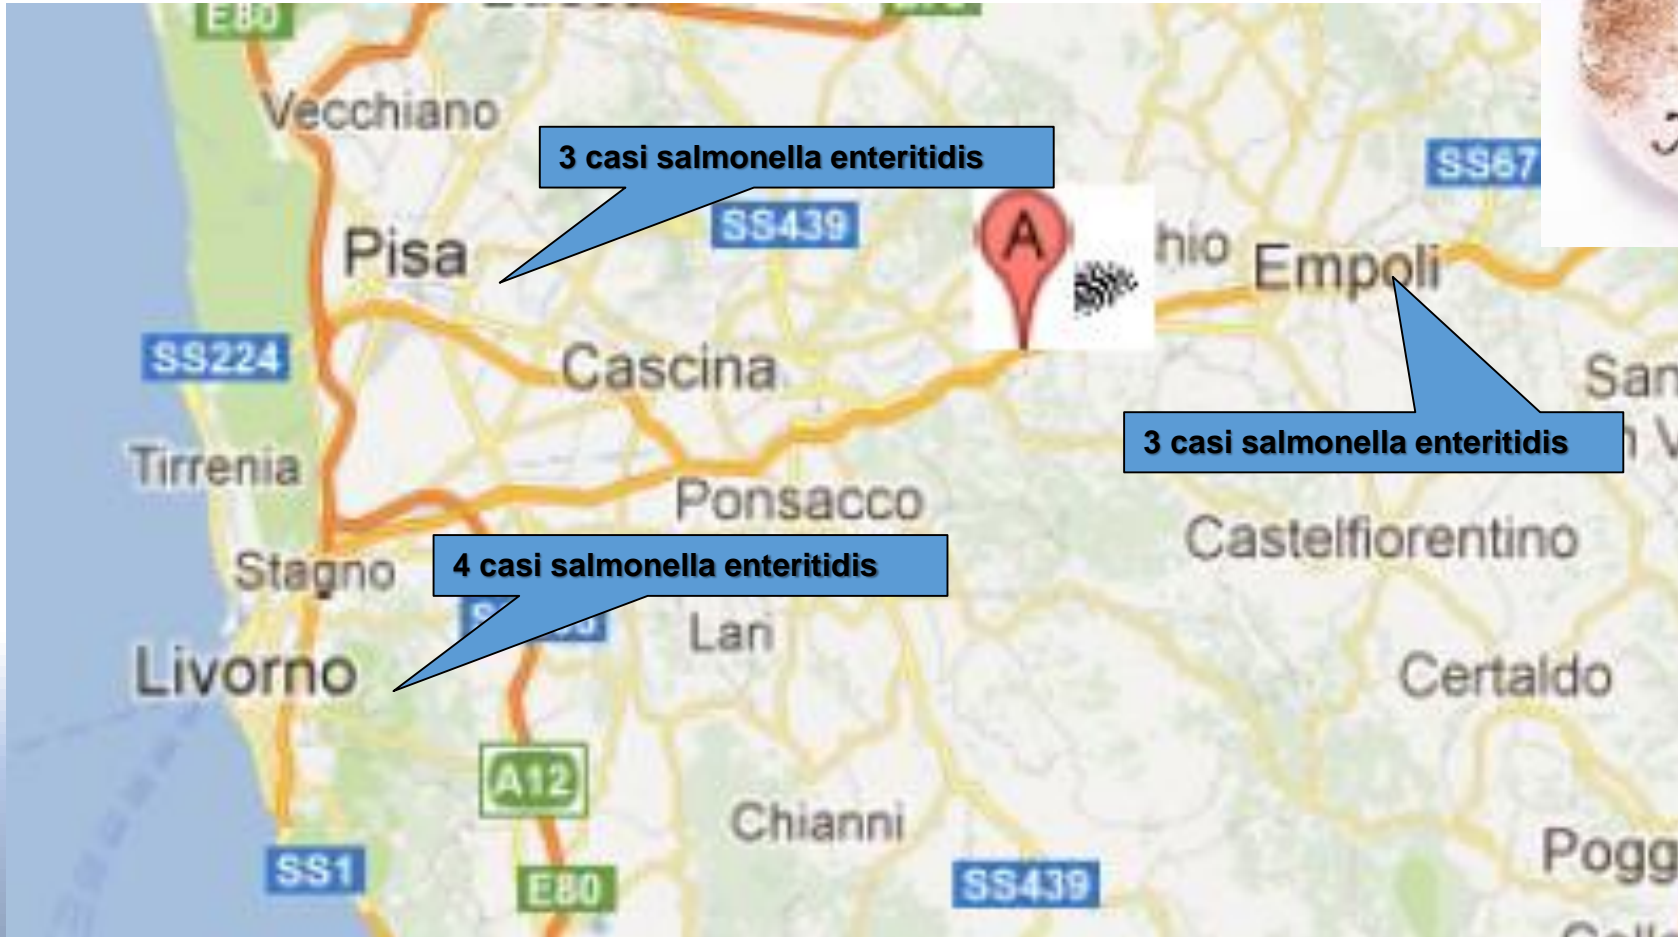 E80
Vecchiano
3 casi salmonella enteritidis
SS67
SS439
A
Pisa
hio
Empoli
SS224
Cascina
San
3 casi salmonella enteritidis
Tirrenia
Ponsacco
Castelfiorentino
Stagno
4 casi salmonella enteritidis
Lari
Livorno
Certaldo
A12
Chianni
Pogg
SS1
E80
SS439